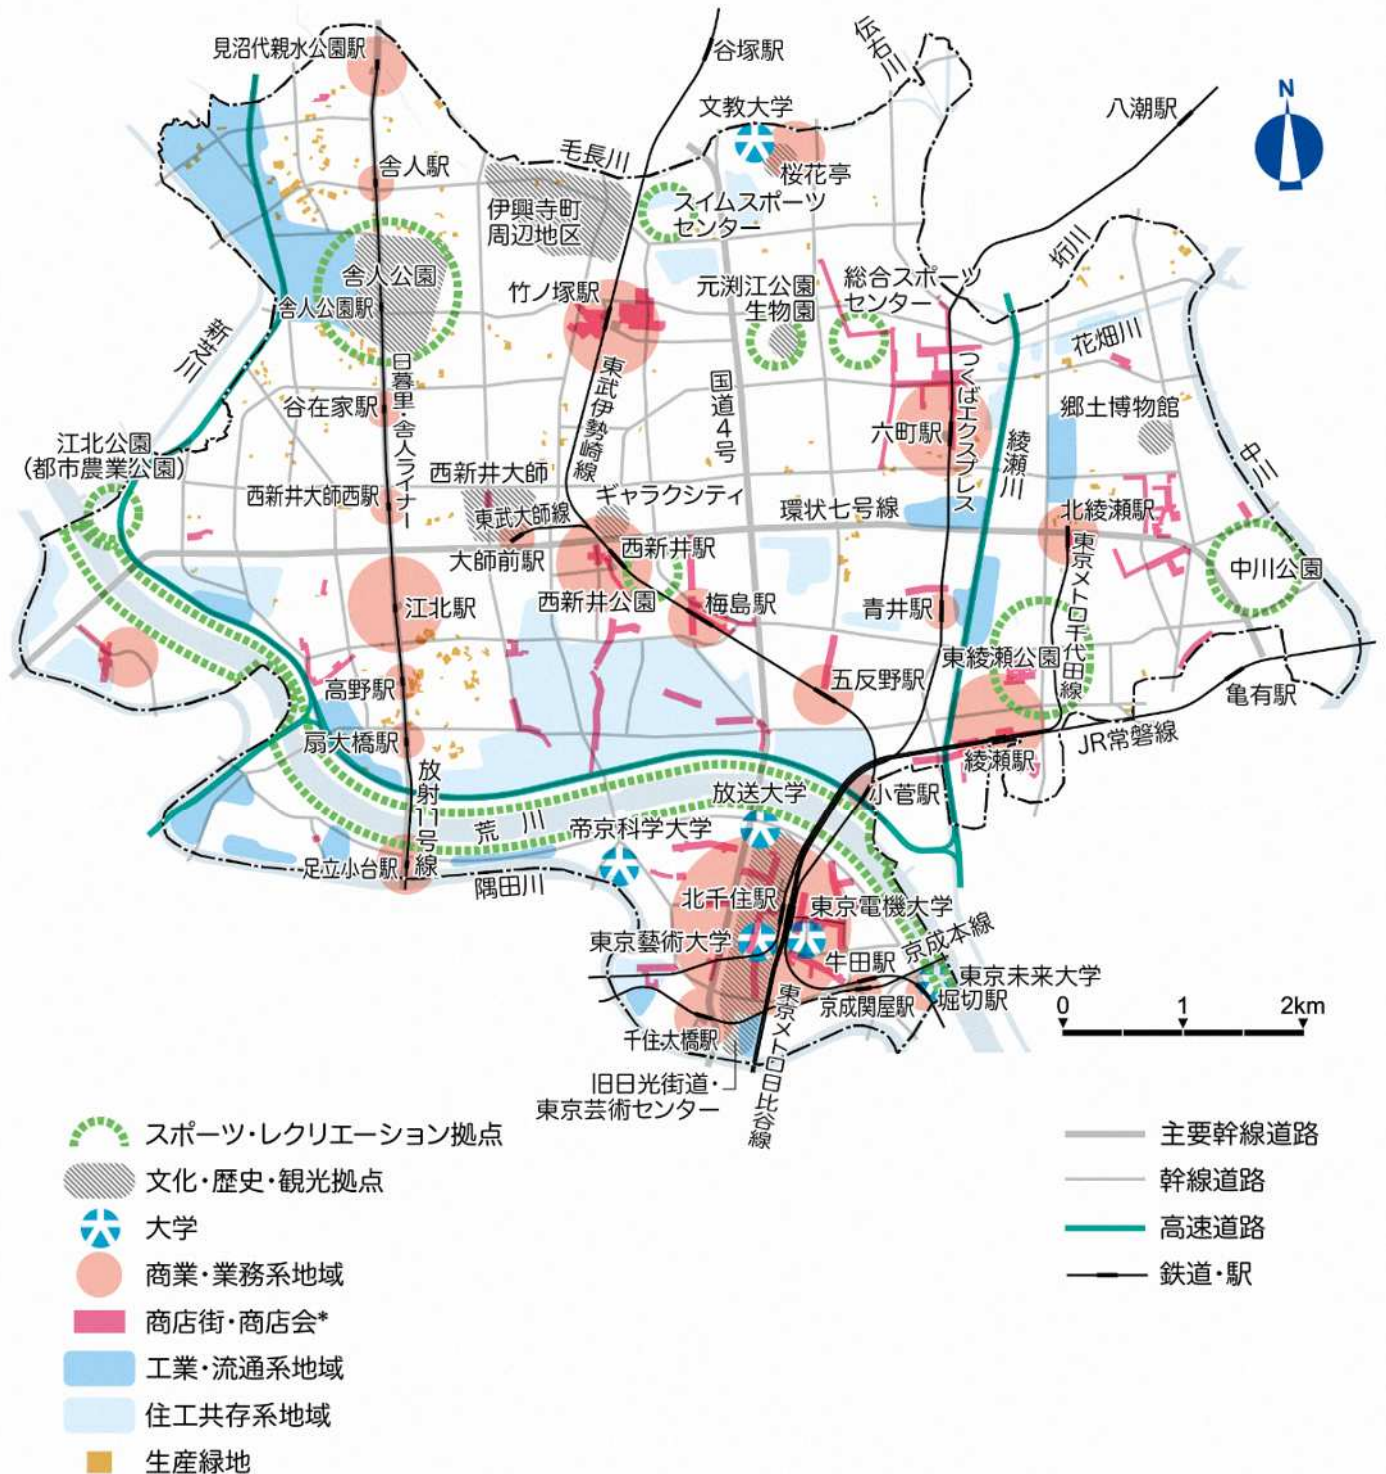 見沼代親水公園駅
谷塚駅
伝右川
文教大学
八潮駅
N
毛長川
舎人駅
桜花亭
伊興寺町
周辺地区
スイムスポーツ
センター
垳川
舎人公園
竹ノ塚駅
元渕江公園
生物園
総合スポーツ
センター
舎人公園駅
新芝川
花畑川
日暮里・舎人ライナー
東武伊勢崎線
国道4号
つくばエクスプレス
谷在家駅
六町駅
綾瀬川
郷土博物館
中川
江北公園
(都市農業公園)
西新井大師
西新井大師西駅
ギャラクシティ
東武大師線
環状七号線
北綾瀬駅
大師前駅
西新井駅
東京メトロ千代田線
中川公園
江北駅
西新井公園
梅島駅
青井駅
東綾瀬公園
高野駅
五反野駅
亀有駅
扇大橋駅
JR常磐線
綾瀬駅
放射11号線
放送大学
小菅駅
荒川
帝京科学大学
足立小台駅
隅田川
北千住駅
東京電機大学
東京藝術大学
牛田駅
京成本線
東京未来大学
京成関屋駅
堀切駅
0 1 2km
千住大橋駅
東京メトロ日比谷線
旧日光街道・
東京芸術センター
スポーツ・レクリエーション拠点
文化・歴史・観光拠点
大学
商業・業務系地域
商店街・商店会*
工業・流通系地域
住工共存系地域
生産緑地
主要幹線道路
幹線道路
高速道路
鉄道・駅